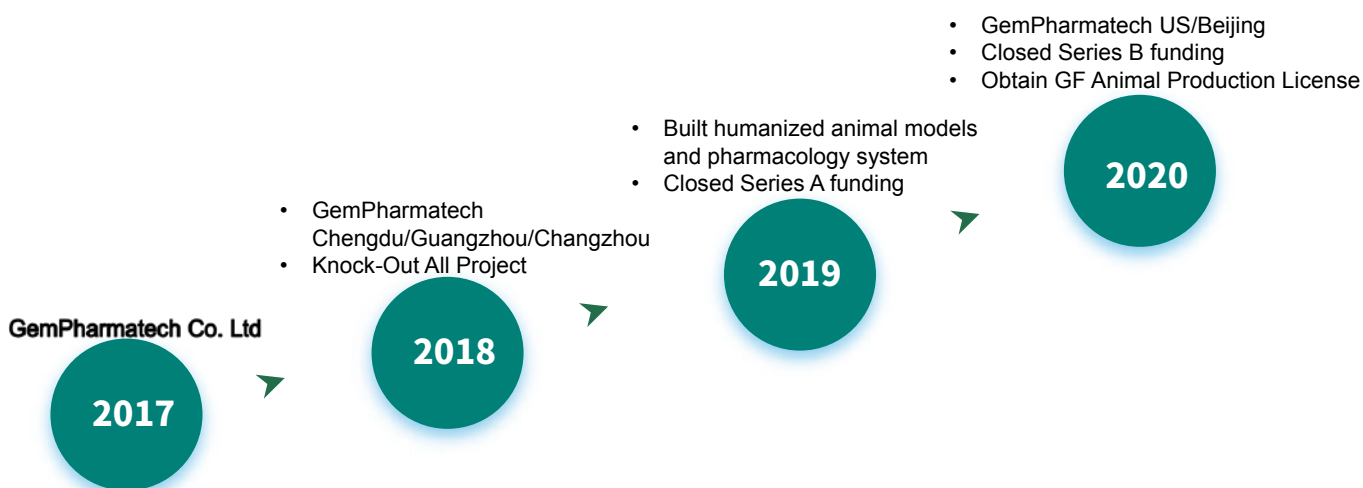 GemPharmatech Co. Ltd
2017
• GemPharmatech
Chengdu/Guangzhou/Changzhou
• Knock-Out All Project
2018
• Built humanized animal models
and pharmacology system
• Closed Series A funding
2019
• GemPharmatech US/Beijing
• Closed Series B funding
• Obtain GF Animal Production License
2020